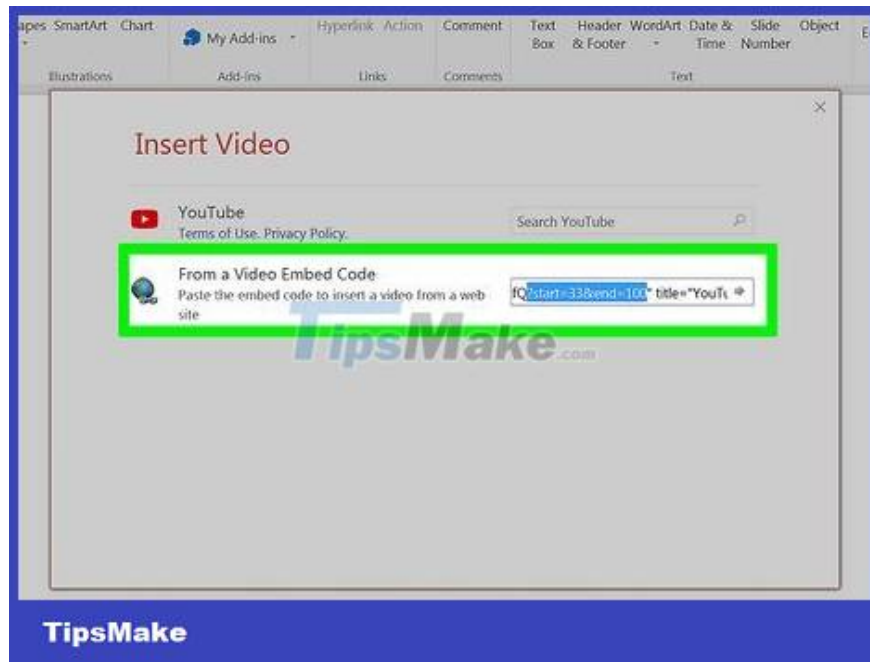 apes SmartArt Chart My Add-ins Hyperlink Action Comment Text Box Header & Footer WordArt Date & Time Slide Number Object
Illustrations Add-ins Links Comments Text
Insert Video
YouTube
Terms of Use. Privacy Policy.
Search YouTube
From a Video Embed Code
Paste the embed code to insert a video from a web
site
fQ?start=33&end=100" title="YouTu
TipsMake.com
TipsMake